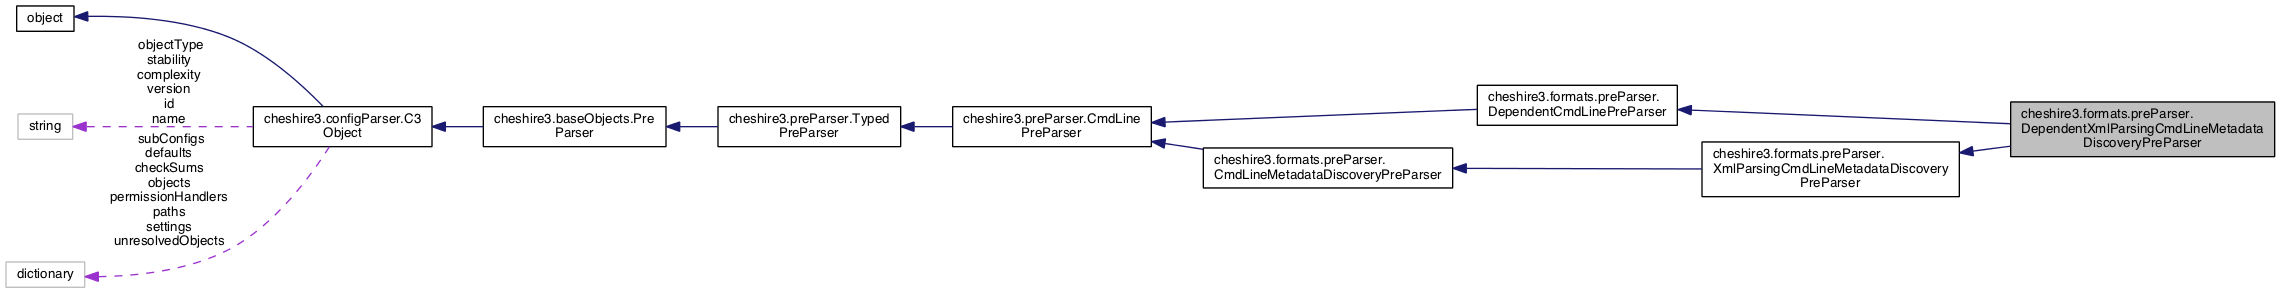 object
objectType
stability
complexity
version
id
name
string
subConfigs
defaults
checkSums
objects
permissionHandlers
paths
settings
unresolvedObjects
dictionary
cheshire3.configParser.C3
Object
cheshire3.baseObjects.Pre
Parser
cheshire3.preParser.Typed
PreParser
cheshire3.preParser.CmdLine
PreParser
cheshire3.formats.preParser.
DependentCmdLinePreParser
cheshire3.formats.preParser.
CmdLineMetadataDiscoveryPreParser
cheshire3.formats.preParser.
XmlParsingCmdLineMetadataDiscovery
PreParser
cheshire3.formats.preParser.
DependentXmlParsingCmdLineMetadata
DiscoveryPreParser